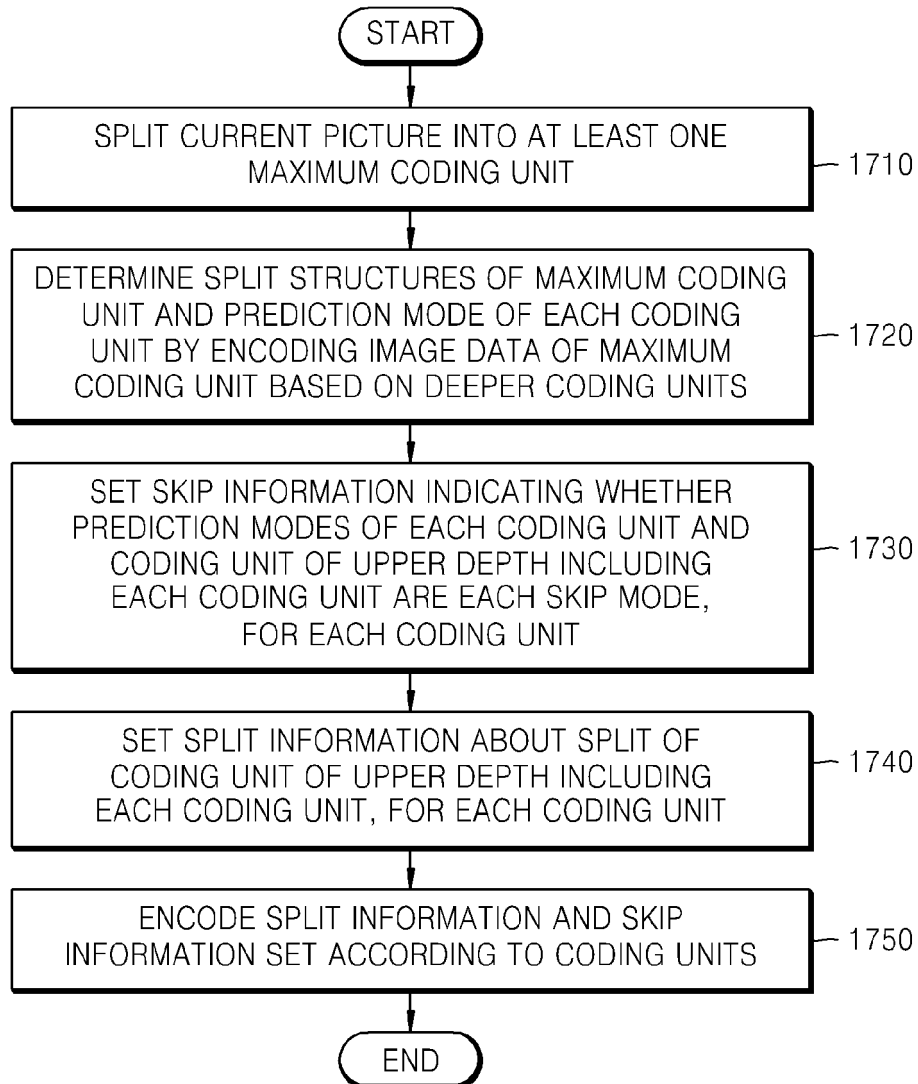 START
SPLIT CURRENT PICTURE INTO AT LEAST ONE
MAXIMUM CODING UNIT
1710
DETERMINE SPLIT STRUCTURES OF MAXIMUM CODING
UNIT AND PREDICTION MODE OF EACH CODING
UNIT BY ENCODING IMAGE DATA OF MAXIMUM
CODING UNIT BASED ON DEEPER CODING UNITS
1720
SET SKIP INFORMATION INDICATING WHETHER
PREDICTION MODES OF EACH CODING UNIT AND
CODING UNIT OF UPPER DEPTH INCLUDING
EACH CODING UNIT ARE EACH SKIP MODE,
FOR EACH CODING UNIT
1730
SET SPLIT INFORMATION ABOUT SPLIT OF
CODING UNIT OF UPPER DEPTH INCLUDING
EACH CODING UNIT, FOR EACH CODING UNIT
1740
ENCODE SPLIT INFORMATION AND SKIP
INFORMATION SET ACCORDING TO CODING UNITS
1750
END